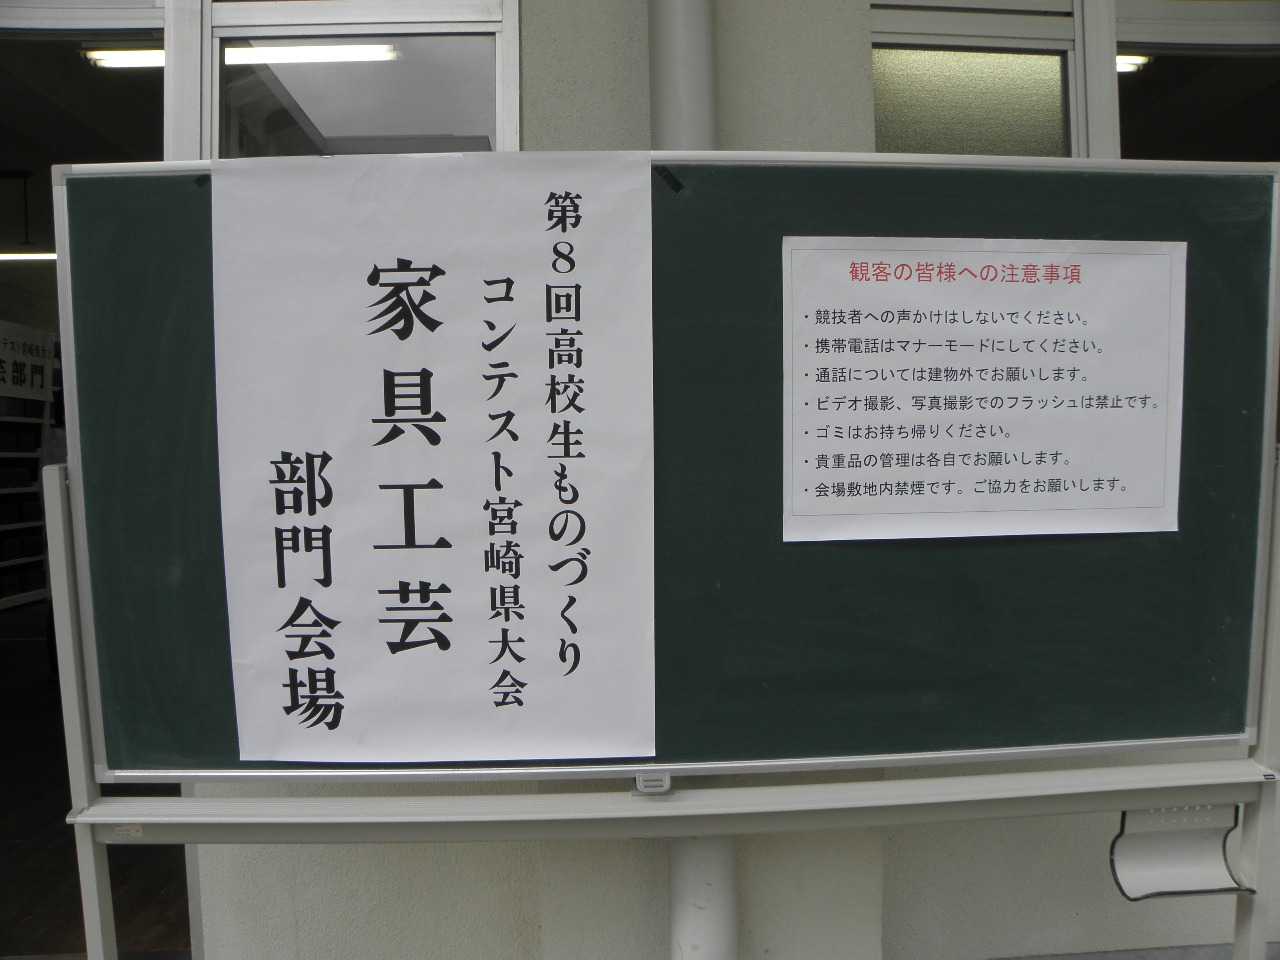 第8回高校生ものづくり
コンテスト宮崎県大会
家具工芸
部門会場
観客の皆様への注意事項
・競技者への声かけはしないでください。
・携帯電話はマナーモードにしてください。
・通話については建物外でお願いします。
・ビデオ撮影、写真撮影でのフラッシュは禁止です。
・ゴミはお持ち帰りください。
・貴重品の管理は各自でお願いします。
・会場敷地内禁煙です。ご協力をお願いします。
芸部門